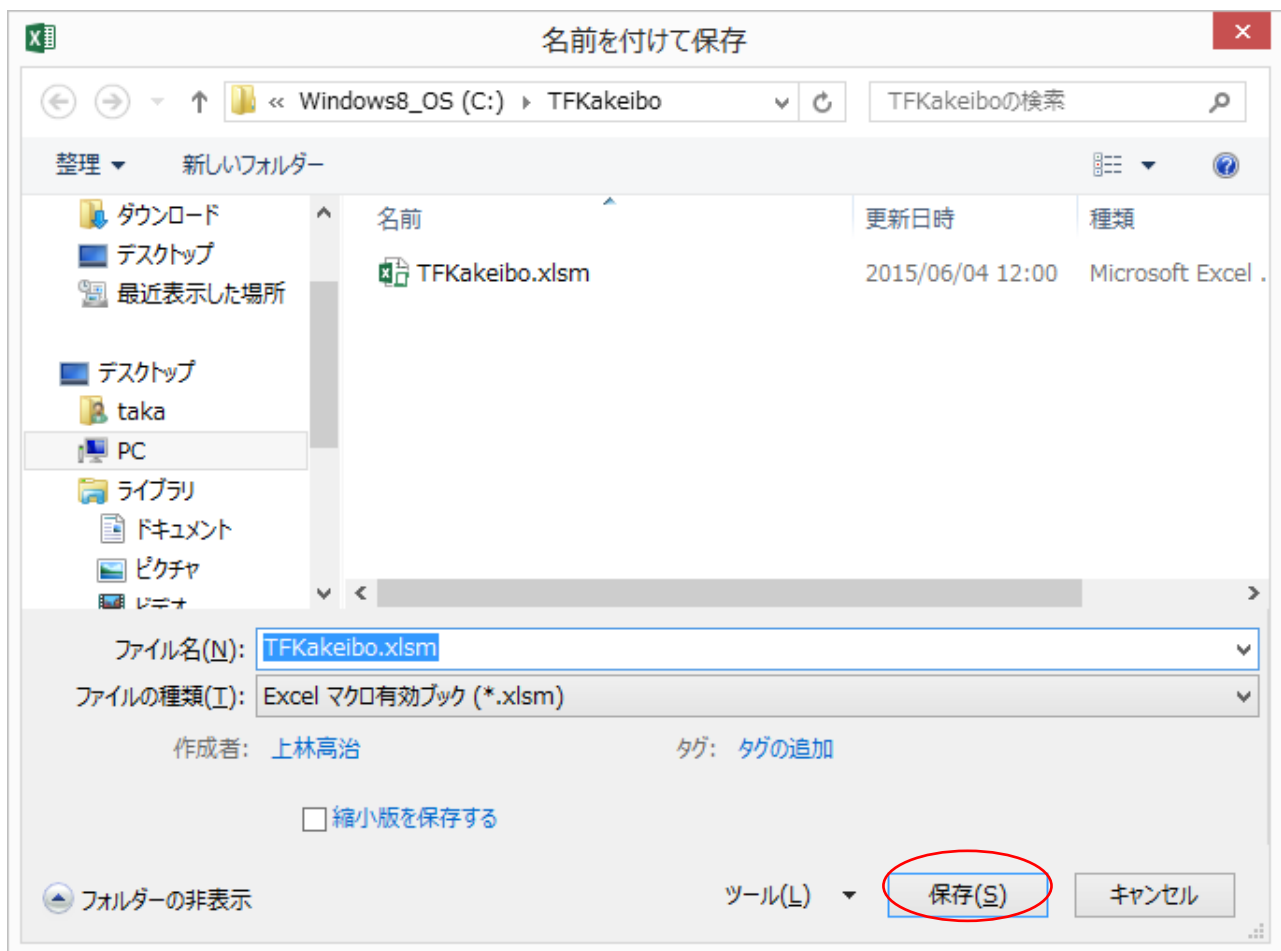 名前を付けて保存
« Windows8_OS (C:) TFKakeibo
TFKakeiboの検索
整理 新しいフォルダー
ダウンロード
デスクトップ
最近表示した場所
デスクトップ
taka
PC
ライブラリ
ドキュメント
ピクチャ
ビデオ
名前 更新日時 種類
TFKakeibo.xlsm 2015/06/04 12:00 Microsoft Excel .
ファイル名(N): TFKakeibo.xlsm
ファイルの種類(T): Excel マクロ有効ブック (*.xlsm)
作成者: 上林高治 タグ: タグの追加
縮小版を保存する
フォルダーの非表示 ツール(L) 保存(S) キャンセル